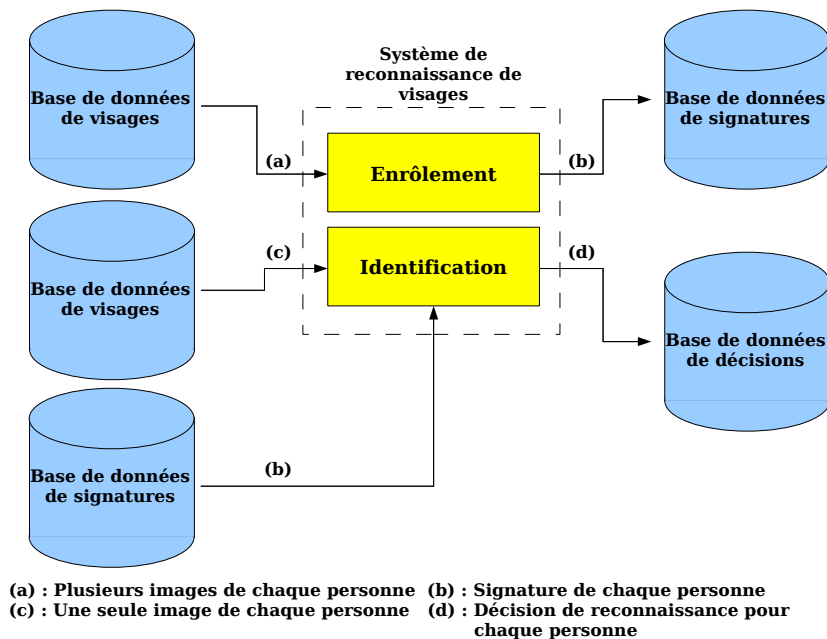 Système de
reconnaissance de
visages
Base de données
de visages
(a)
Enrôlement
(b)
Base de données
de signatures
Base de données
de visages
(c)
Identification
(d)
Base de données
de décisions
Base de données
de signatures
(b)
(a) : Plusieurs images de chaque personne (b) : Signature de chaque personne
(c) : Une seule image de chaque personne (d) : Décision de reconnaissance pour
chaque personne